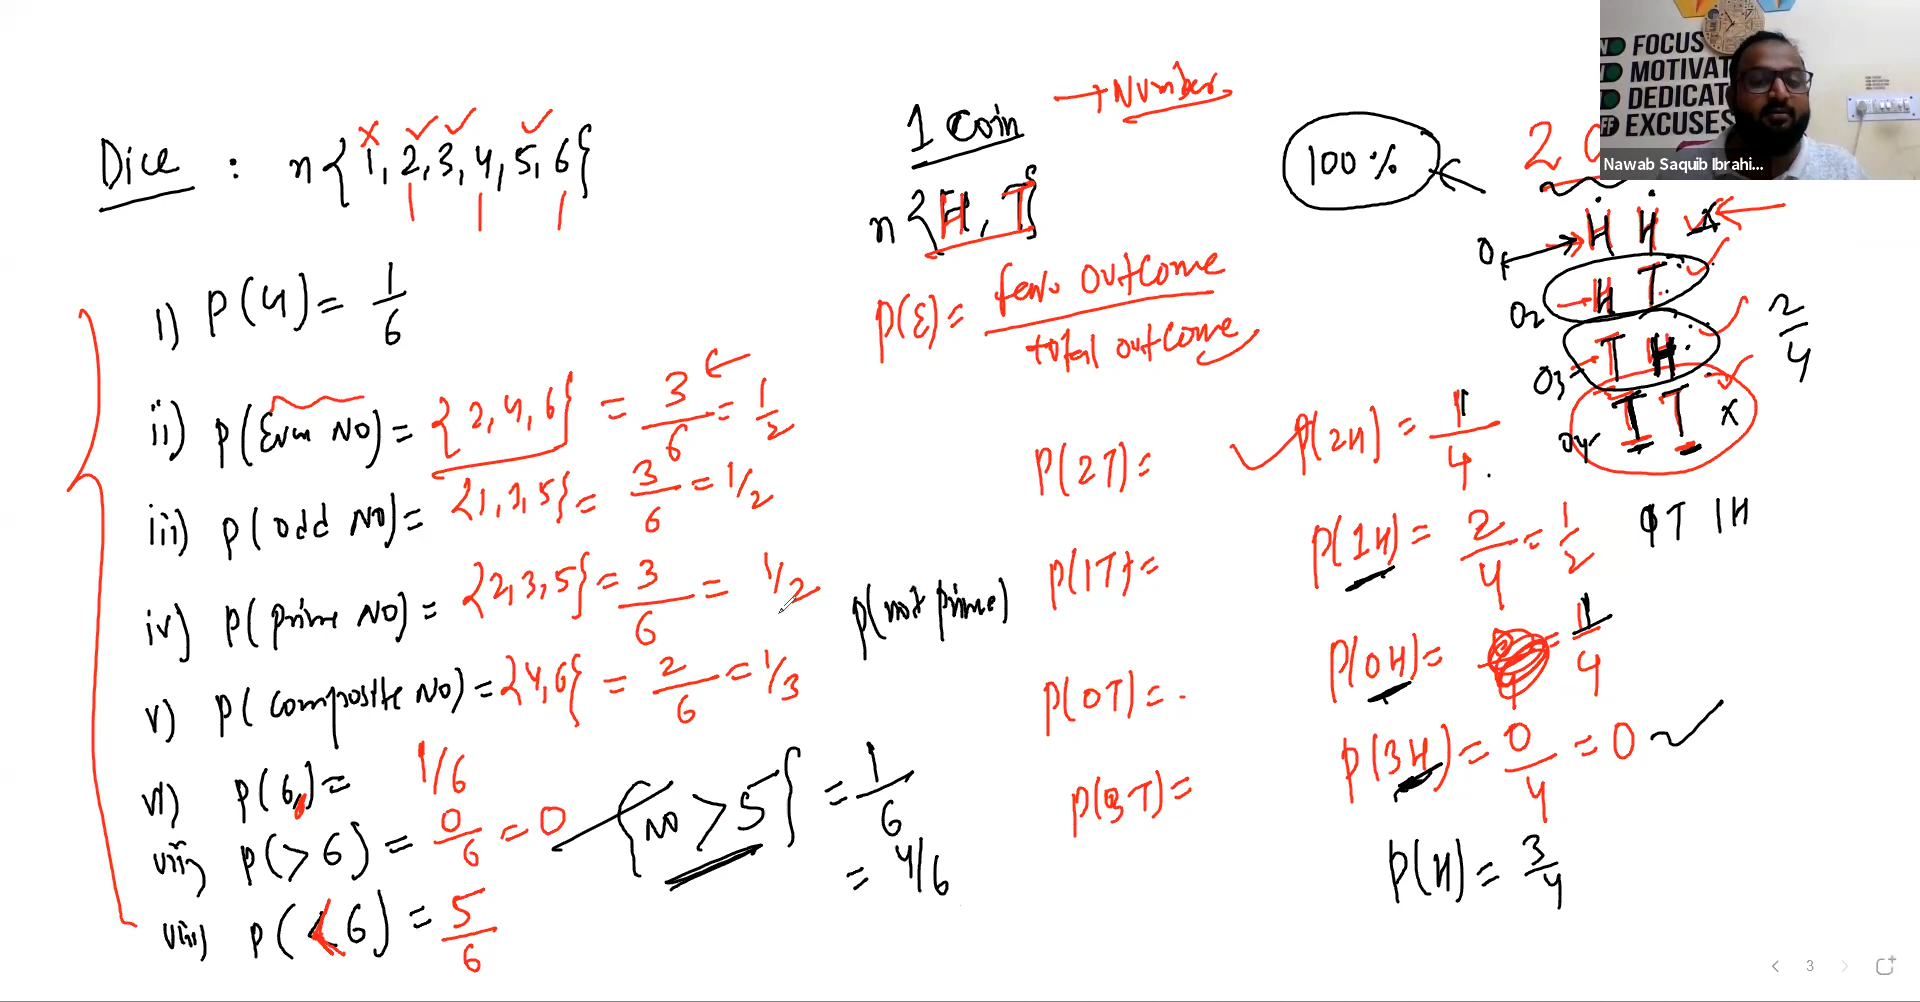 Dice : n{1, 2, 3, 4, 5, 6}
i) P(4) = 1/6
ii) P(Even NO) = {2, 4, 6} = 3/6 = 1/2
iii) P(odd NO) = {1, 3, 5} = 3/6 = 1/2
iv) P(prime NO) = {2, 3, 5} = 3/6 = 1/2
P(not prime)
v) P(composite NO) = {4, 6} = 2/6 = 1/3
vi) P(6) = 1/6
vii) P(>6) = 0/6 = 0
{NO > 5} = 1/6
= 4/6
viii) P(<6) = 5/6
1 Coin → Number
n{H, T}
P(E) = outcome / total outcome
P(2T) =
P(1T) =
P(0T) =
P(3T) =
100%
2
O H H
O2 H T
O3 T H
O4 T T
2/4
P(2H) = 1/4
P(1H) = 2/4 = 1/2
T 1H
P(0H) = 1/4
P(3H) = 0/4 = 0
P(H) = 3/4
FOCUS
MOTIVAT
DEDICAT
FF EXCUSES
Nawab Saquib Ibrahi...
3